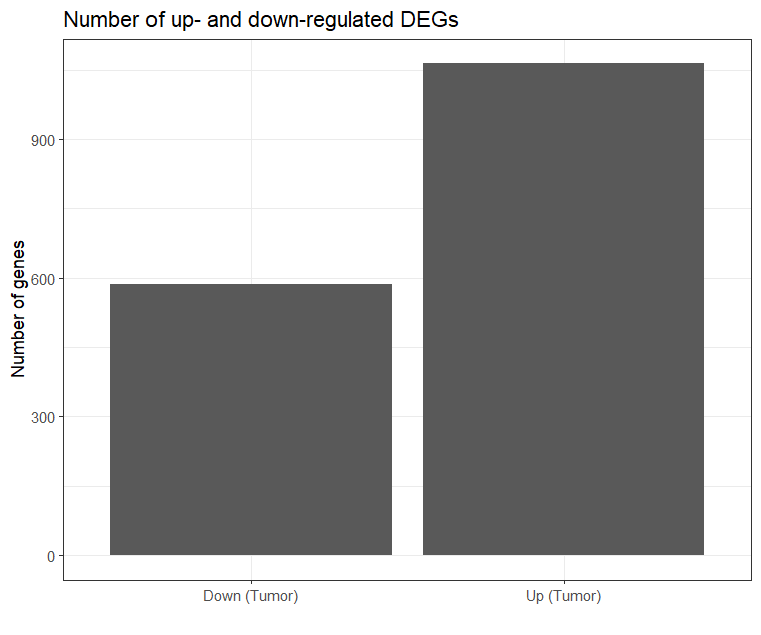 Number of up- and down-regulated DEGs
Number of genes
900
600
300
0
Down (Tumor)
Up (Tumor)